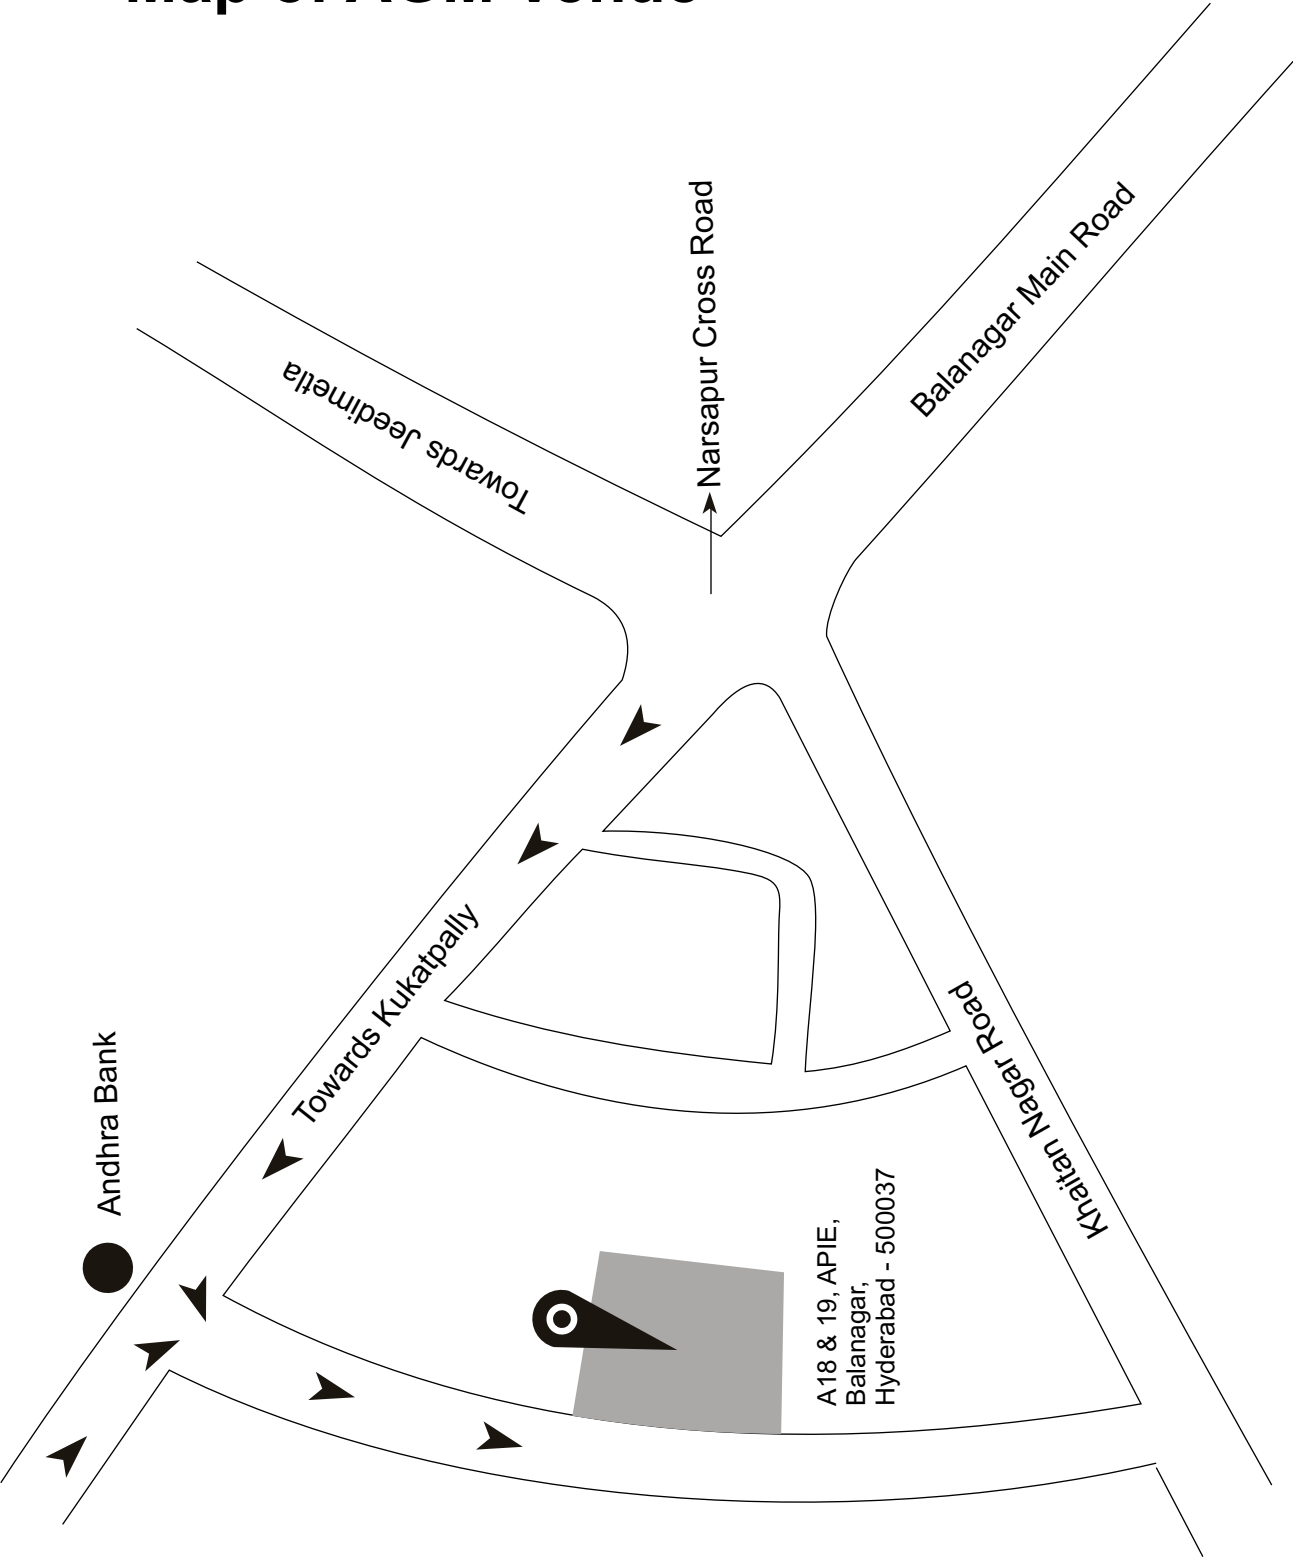 Map of AGM Venue
Towards Jeedimetla
Narsapur Cross Road
Balanagar Main Road
Towards Kukatpally
Andhra Bank
Khaitan Nagar Road
A18 & 19, APIE,
Balanagar,
Hyderabad - 500037